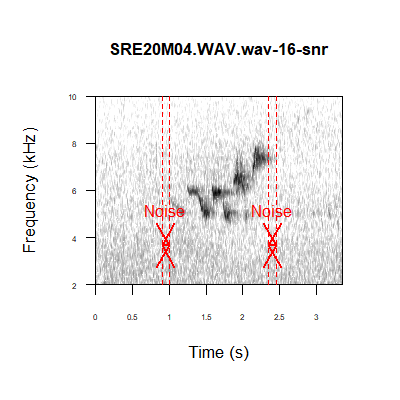 SRE20M04.WAV.wav-16-snr
Frequency (kHz)
10
8
6
4
2
Noise Noise
0 0.5 1 1.5 2 2.5 3
Time (s)